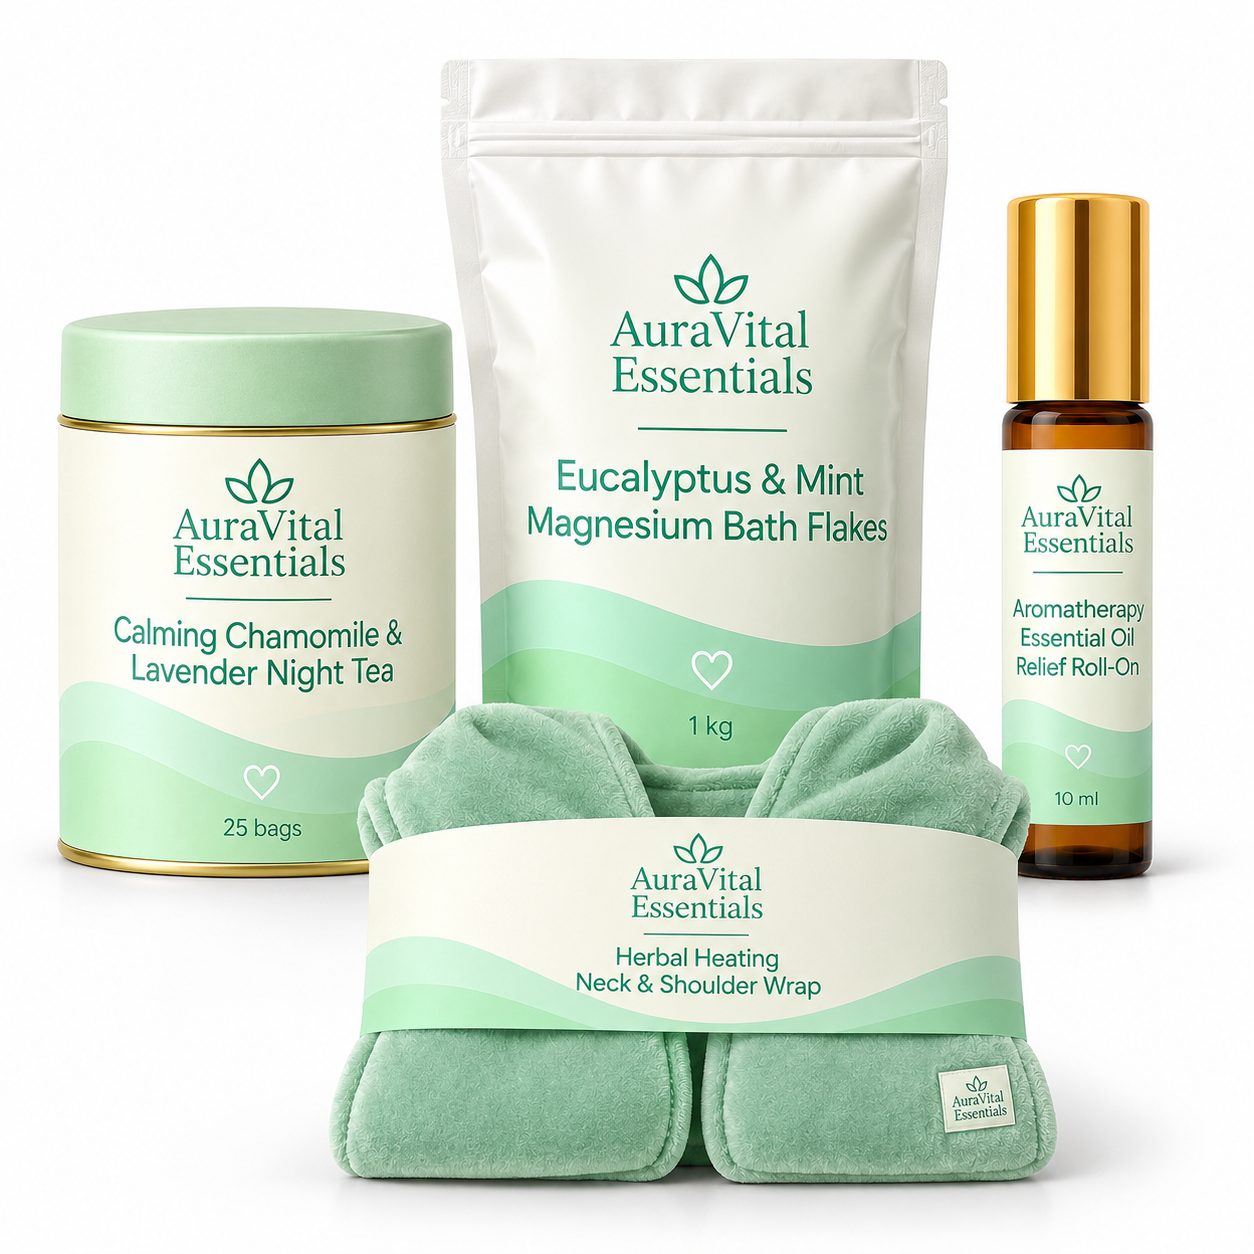 AuraVital
Essentials
Eucalyptus & Mint
Magnesium Bath Flakes
1 kg
AuraVital
Essentials
Calming Chamomile &
Lavender Night Tea
25 bags
AuraVital
Essentials
Aromatherapy
Essential Oil
Relief Roll-On
10 ml
AuraVital
Essentials
Herbal Heating
Neck & Shoulder Wrap
AuraVital
Essentials